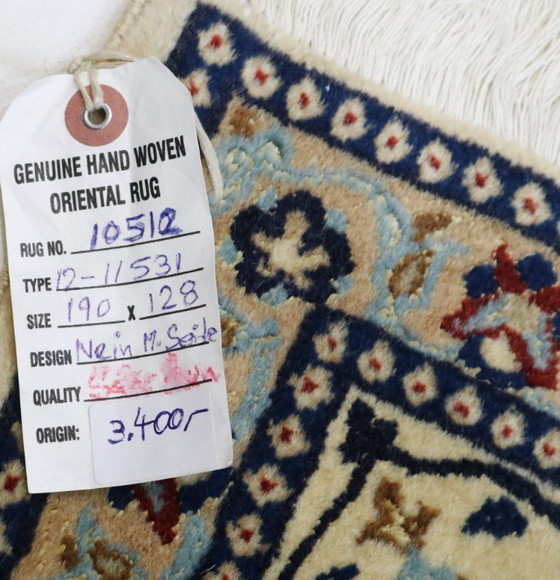 GENUINE HAND WOVEN
ORIENTAL RUG
RUG NO. 10512
TYPE 12-11531
SIZE 190 x 128
DESIGN Nain M. Seide
QUALITY
ORIGIN: 3.400,-